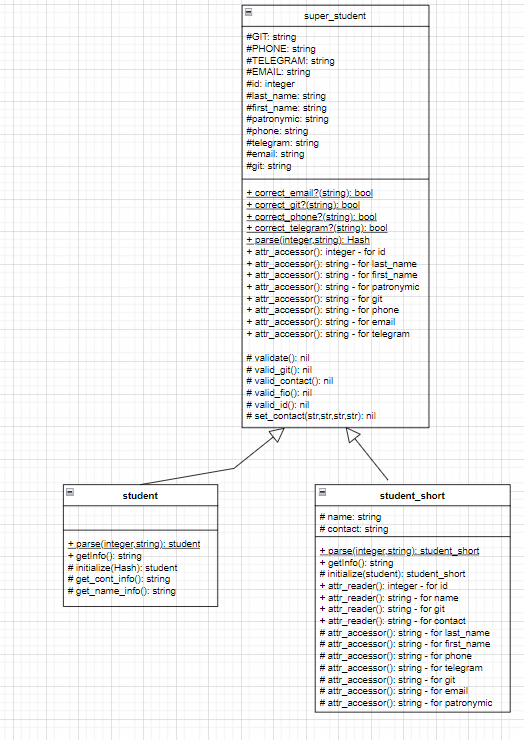 super_student
#GIT: string
#PHONE: string
#TELEGRAM: string
#EMAIL: string
#id: integer
#last_name: string
#first_name: string
#patronymic: string
#phone: string
#telegram: string
#email: string
#git: string
+ correct_email?(string): bool
+ correct_git?(string): bool
+ correct_phone?(string): bool
+ correct_telegram?(string): bool
+ parse(integer,string): Hash
+ attr_accessor(): integer - for id
+ attr_accessor(): string - for last_name
+ attr_accessor(): string - for first_name
+ attr_accessor(): string - for patronymic
+ attr_accessor(): string - for git
+ attr_accessor(): string - for phone
+ attr_accessor(): string - for email
+ attr_accessor(): string - for telegram
# validate(): nil
# valid_git(): nil
# valid_contact(): nil
# valid_fio(): nil
# valid_id(): nil
# set_contact(str,str,str,str): nil
student
+ parse(integer,string): student
+ getInfo(): string
# initialize(Hash): student
# get_cont_info(): string
# get_name_info(): string
student_short
# name: string
# contact: string
+ parse(integer,string): student_short
+ getInfo(): string
# initialize(student): student_short
+ attr_reader(): integer - for id
+ attr_reader(): string - for name
+ attr_reader(): string - for git
+ attr_reader(): string - for contact
# attr_accessor(): string - for last_name
# attr_accessor(): string - for first_name
# attr_accessor(): string - for phone
# attr_accessor(): string - for telegram
# attr_accessor(): string - for git
# attr_accessor(): string - for email
# attr_accessor(): string - for patronymic